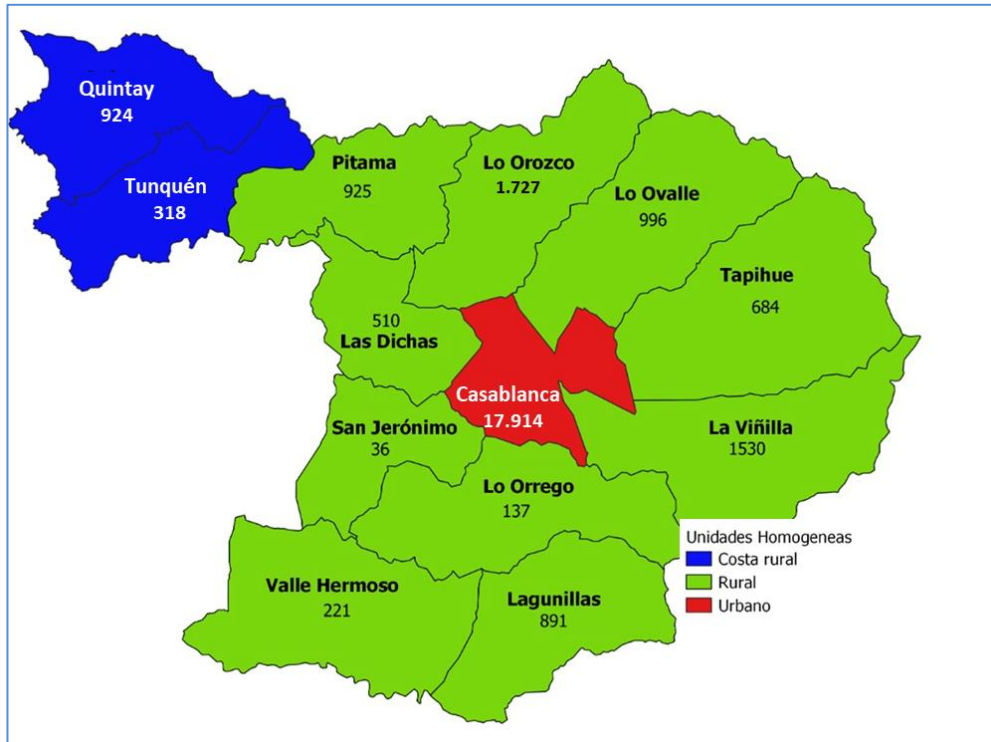 Quintay
924
Tunquén
318
Pitama
925
Lo Orozco
1.727
Lo Ovalle
996
Tapihue
684
510
Las Dichas
Casablanca
17.914
San Jerónimo
36
La Viñilla
1530
Lo Orrego
137
Valle Hermoso
221
Lagunillas
891
Unidades Homogeneas
Costa rural
Rural
Urbano